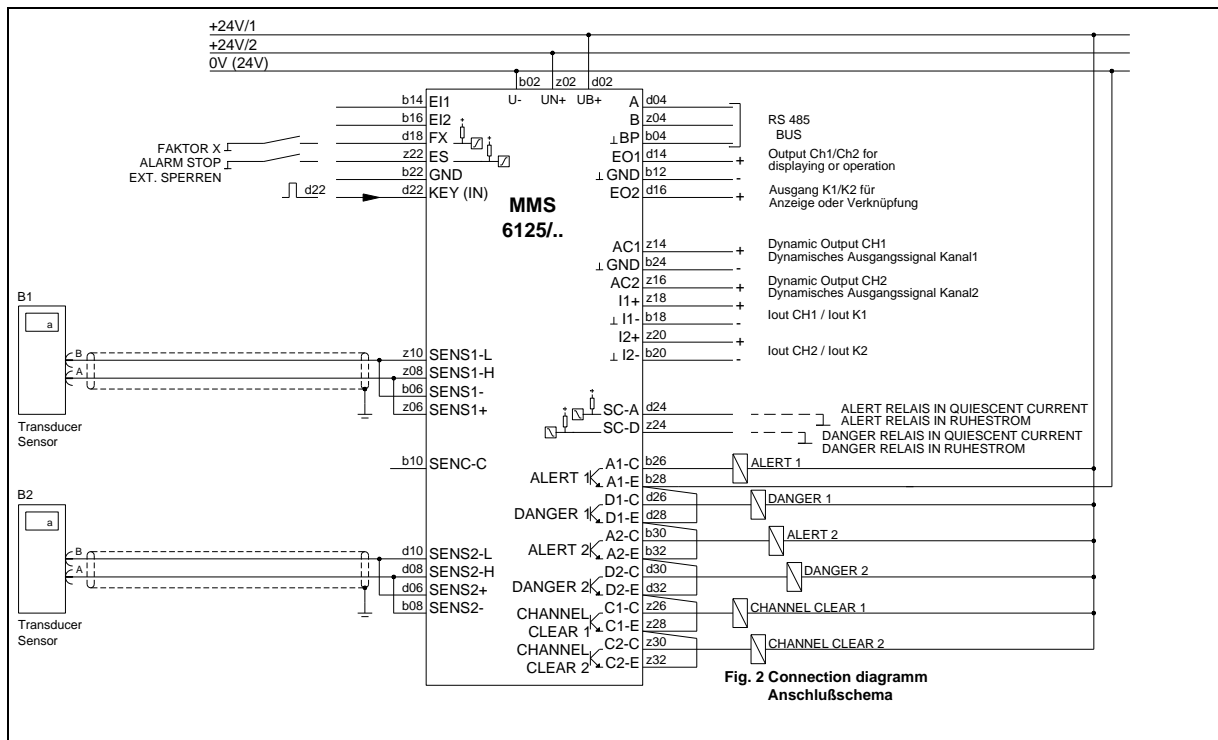 +24V/1
+24V/2
0V (24V)
b02 z02 d02
U- UN+ UB+
b14 EI1
b16 EI2
d18 FX
z22 ES
b22 GND
d22 KEY (IN)
FAKTOR X
ALARM STOP
EXT. SPERREN
d22
MMS
6125/..
A d04
B z04
⊥BP b04
EO1 d14
⊥GND b12
EO2 d16
RS 485
BUS
+ Output Ch1/Ch2 for
displaying or operation
-
+ Ausgang K1/K2 für
Anzeige oder Verknüpfung
AC1 z14
⊥GND b24
AC2 z16
I1+ z18
⊥ I1- b18
I2+ z20
⊥ I2- b20
+ Dynamic Output CH1
Dynamisches Ausgangssignal Kanal1
-
+ Dynamic Output CH2
Dynamisches Ausgangssignal Kanal2
+
- Iout CH1 / Iout K1
+
- Iout CH2 / Iout K2
B1
a
B
A
Transducer
Sensor
z10 SENS1-L
z08 SENS1-H
b06 SENS1-
z06 SENS1+
b10 SENC-C
B2
a
B
A
Transducer
Sensor
d10 SENS2-L
d08 SENS2-H
d06 SENS2+
b08 SENS2-
SC-A d24
SC-D z24
ALERT RELAIS IN QUIESCENT CURRENT
ALERT RELAIS IN RUHESTROM
DANGER RELAIS IN QUIESCENT CURRENT
DANGER RELAIS IN RUHESTROM
ALERT 1
A1-C b26
A1-E b28
ALERT 1
DANGER 1
D1-C d26
D1-E d28
DANGER 1
ALERT 2
A2-C b30
A2-E b32
ALERT 2
DANGER 2
D2-C d30
D2-E d32
DANGER 2
CHANNEL
CLEAR 1
C1-C z26
C1-E z28
CHANNEL CLEAR 1
CHANNEL
CLEAR 2
C2-C z30
C2-E z32
CHANNEL CLEAR 2
Fig. 2 Connection diagramm
Anschlußschema